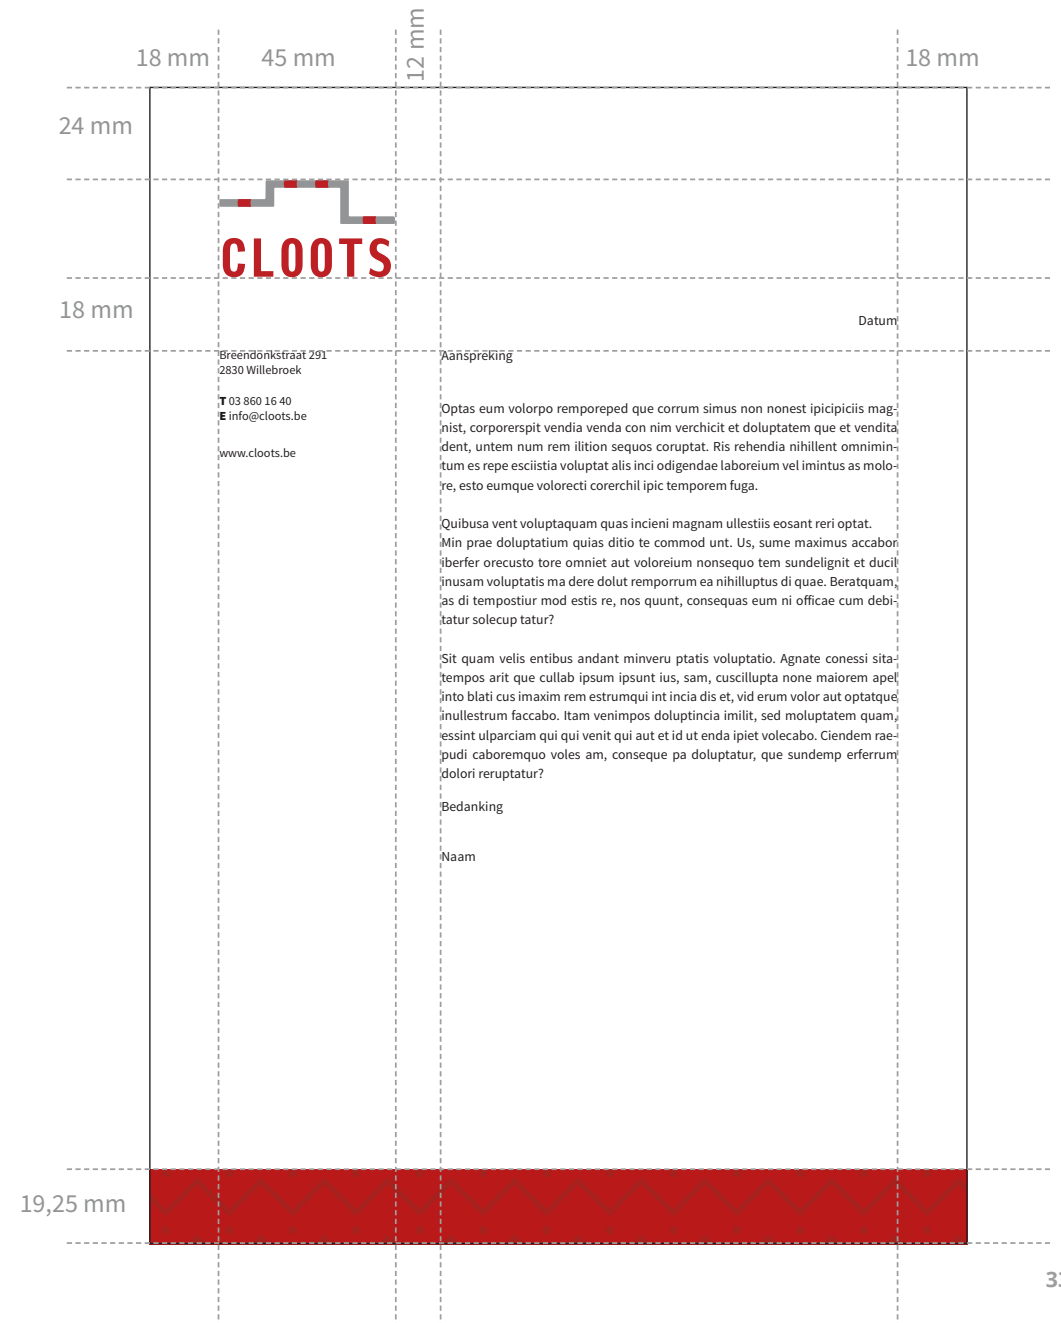 18 mm
45 mm
12 mm
18 mm
24 mm
CLOOTS
18 mm
Datum
Breendonkstraat 291
2830 Willebroek
T 03 860 16 40
E info@cloots.be
www.cloots.be
Aanspreking
Optas eum volorpo remporeped que corrum simus non nonest ipicipiciis mag-
nist, corporerspit vendia venda con nim verchicit et doluptatem que et vendita
dent, untem num rem ilition sequos coruptat. Ris rehendia nihillent omnimin-
tum es repe esciistia voluptat alis inci odigendae laboreium vel imintus as molo-
re, esto eumque volorecti corerchil ipic temporem fuga.
Quibusa vent voluptaquam quas incieni magnam ullestiis eosant reri optat.
Min prae doluptatium quias ditio te commod unt. Us, sume maximus accabor
iberfer orecusto tore omniet aut voloreium nonsequo tem sundelignit et ducil
inusam voluptatis ma dere dolut remporrum ea nihilluptus di quae. Beratquam,
as di tempostiur mod estis re, nos quunt, consequas eum ni officae cum debi-
tatur solecup tatur?
Sit quam velis entibus andant minveru ptatis voluptatio. Agnate conessi sita-
tempos arit que cullab ipsum ipsunt ius, sam, cuscillupta none maiorem apel
into blati cus imaxim rem estrumqui int incia dis et, vid erum volor aut optatque
inullestrum faccabo. Itam venimpos doluptincia imilit, sed moluptatem quam,
essint ulparciam qui qui venit qui aut et id ut enda ipiet volecabo. Ciendem rae-
pudi caboremquo voles am, conseque pa doluptatur, que sundemp erferrum
dolori reruptatur?
Bedanking
Naam
19,25 mm